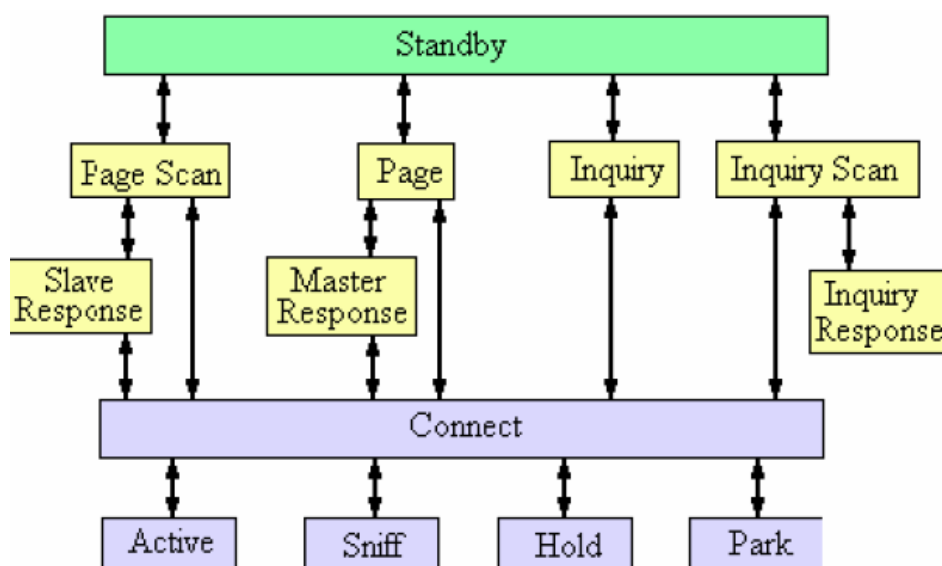 Standby
Page Scan
Page
Inquiry
Inquiry Scan
Slave
Response
Master
Response
Inquiry
Response
Connect
Active
Sniff
Hold
Park